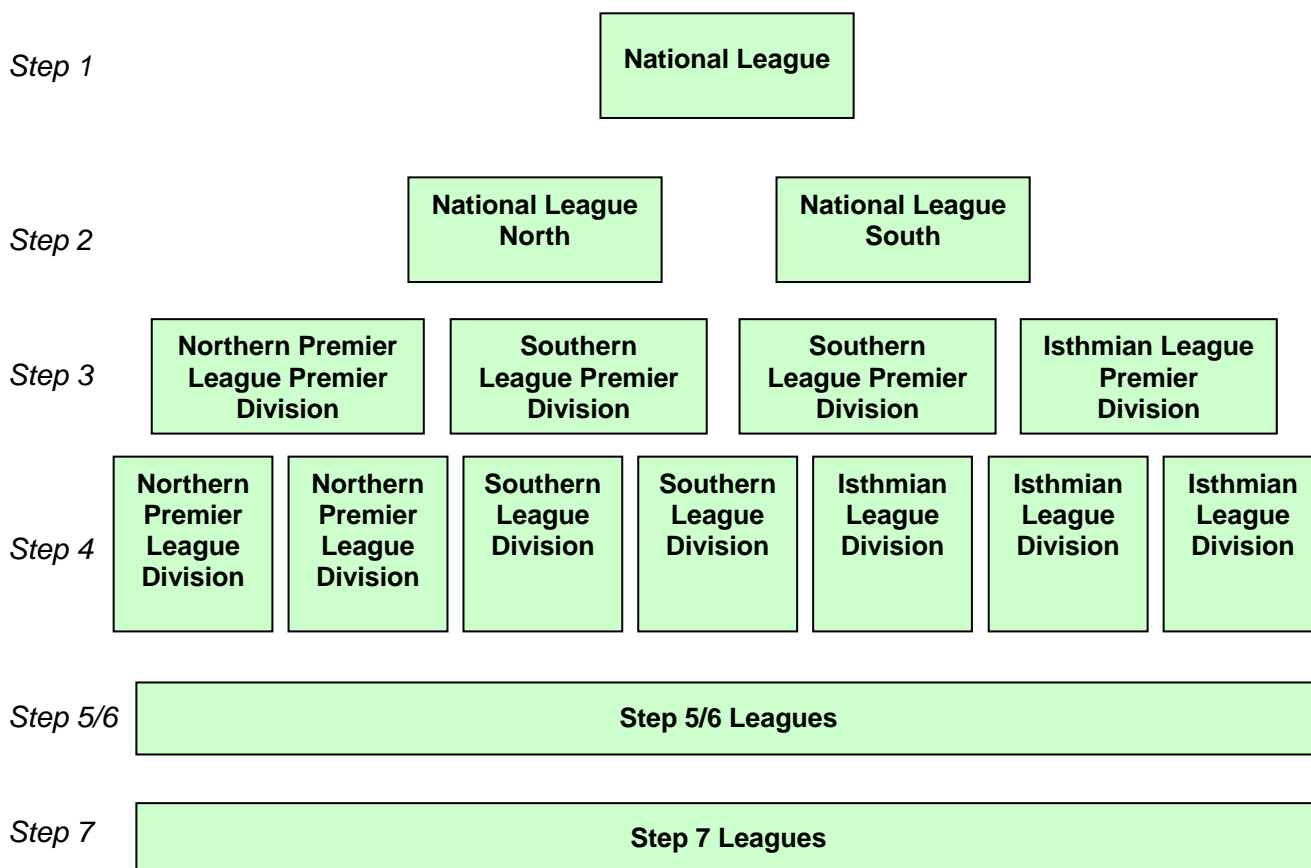 Step 1
National League
Step 2
National League
North
National League
South
Step 3
Northern Premier
League Premier
Division
Southern
League Premier
Division
Southern
League Premier
Division
Isthmian League
Premier
Division
Step 4
Northern
Premier
League
Division
Northern
Premier
League
Division
Southern
League
Division
Southern
League
Division
Isthmian
League
Division
Isthmian
League
Division
Isthmian
League
Division
Step 5/6
Step 5/6 Leagues
Step 7
Step 7 Leagues